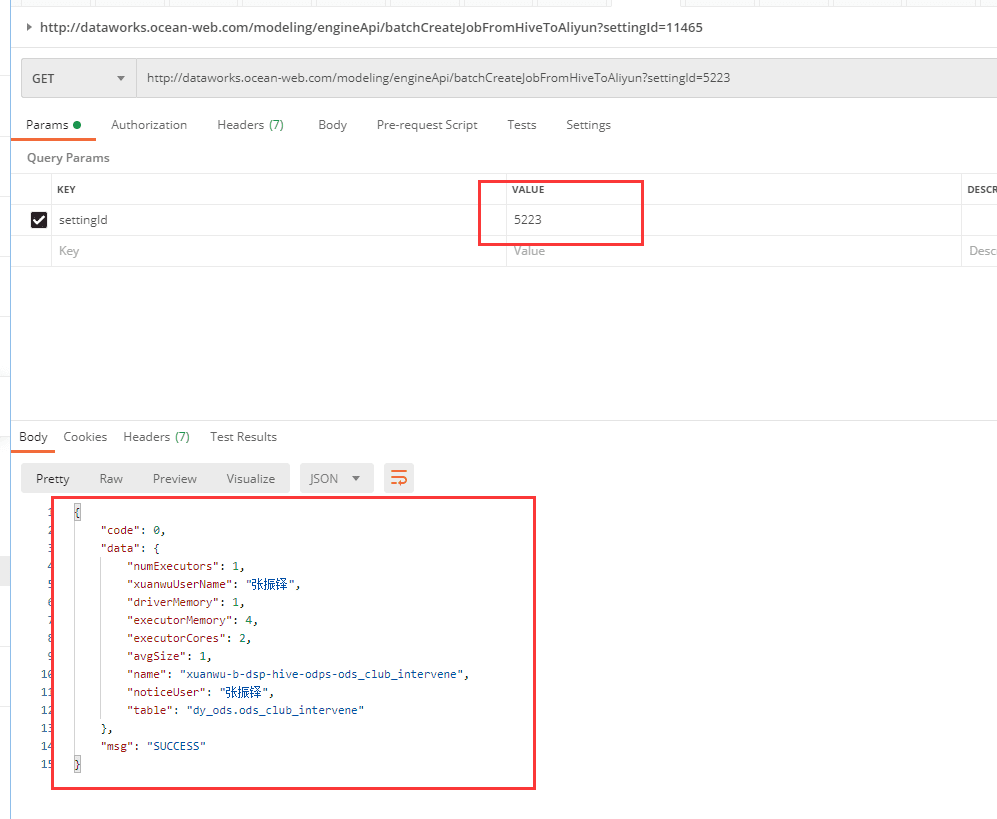 http://dataworks.ocean-web.com/modeling/engineApi/batchCreateJobFromHiveToAliyun?settingId=11465
GET http://dataworks.ocean-web.com/modeling/engineApi/batchCreateJobFromHiveToAliyun?settingId=5223
Params Authorization Headers (7) Body Pre-request Script Tests Settings
Query Params
KEY VALUE DESCR
settingId 5223
Key Value Desc
Body Cookies Headers (7) Test Results
Pretty Raw Preview Visualize JSON
1 {
2 "code": 0,
3 "data": {
4 "numExecutors": 1,
5 "xuanwuUserName": "张振铎",
6 "driverMemory": 1,
7 "executorMemory": 4,
8 "executorCores": 2,
9 "avgSize": 1,
10 "name": "xuanwu-b-dsp-hive-odps-ods_club_intervene",
11 "noticeUser": "张振铎",
12 "table": "dy_ods.ods_club_intervene"
13 },
14 "msg": "SUCCESS"
15 }